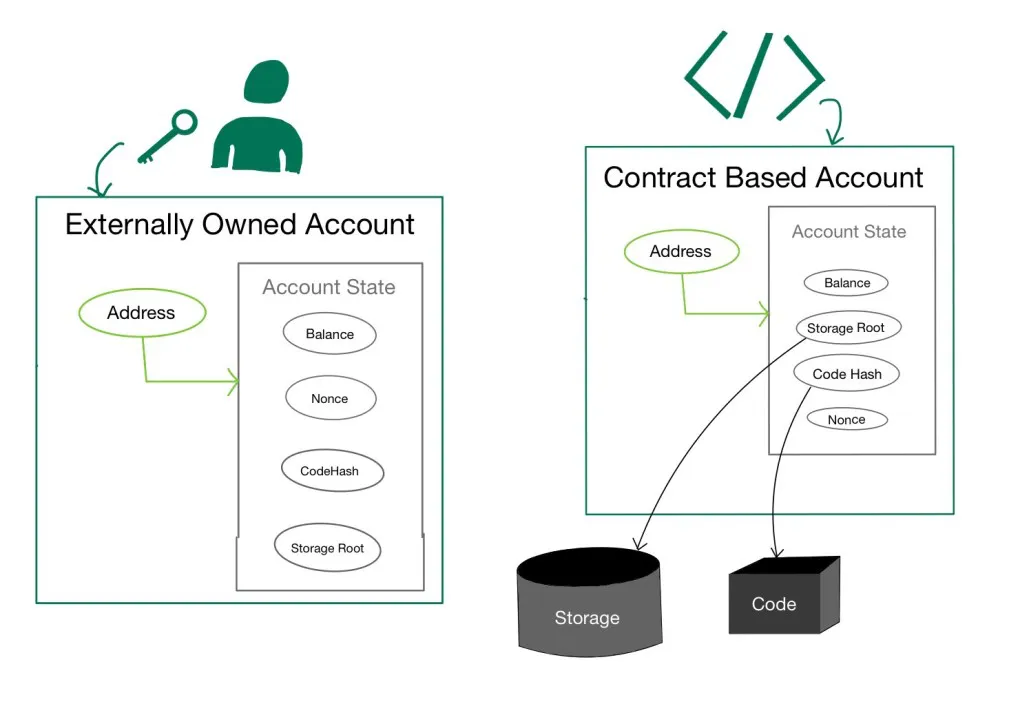 Externally Owned Account
Address
Account State
Balance
Nonce
CodeHash
Storage Root
Contract Based Account
Address
Account State
Balance
Storage Root
Code Hash
Nonce
Storage
Code